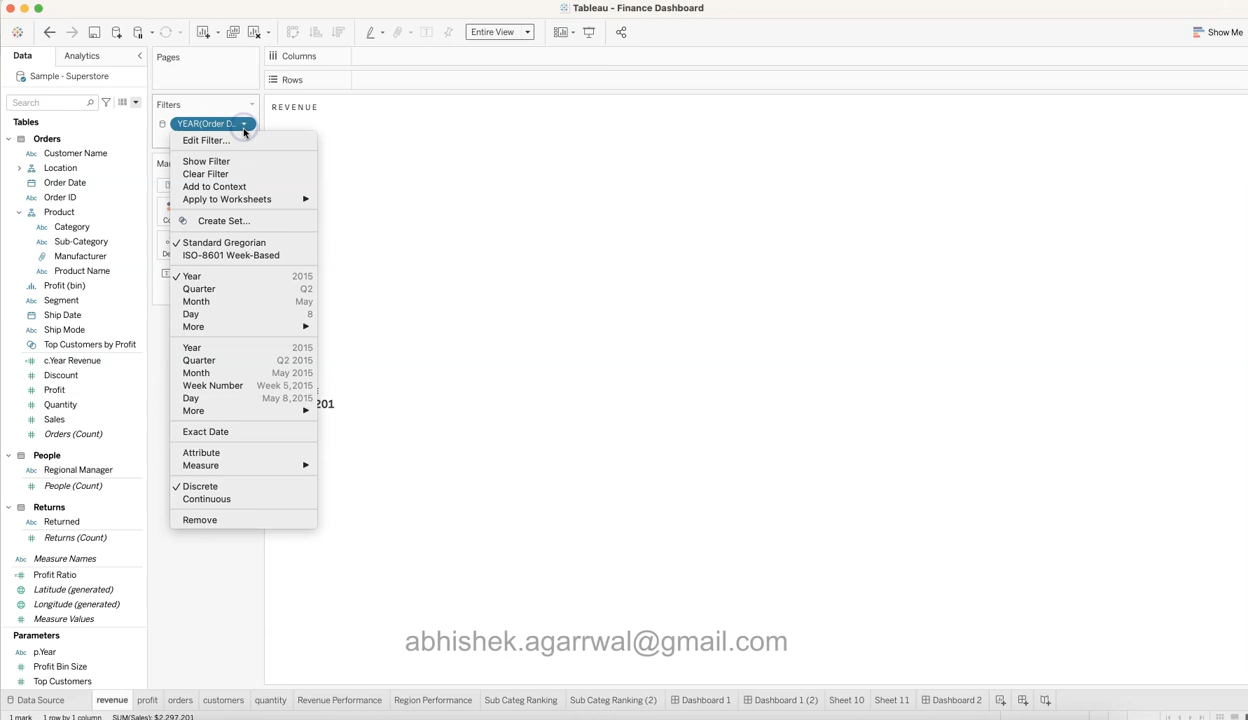 Tableau - Finance Dashboard
Entire View
Show Me
Data
Analytics
Pages
Columns
Sample - Superstore
Rows
Search
Filters
REVENUE
Tables
YEAR(Order D..
Orders
Customer Name
Location
Order Date
Order ID
Product
Category
Sub-Category
Manufacturer
Product Name
Profit (bin)
Segment
Ship Date
Ship Mode
Top Customers by Profit
c.Year Revenue
Discount
Profit
Quantity
Sales
Orders (Count)
People
Regional Manager
People (Count)
Returns
Returned
Returns (Count)
Measure Names
Profit Ratio
Latitude (generated)
Longitude (generated)
Measure Values
Parameters
p.Year
Profit Bin Size
Top Customers
Edit Filter...
Show Filter
Clear Filter
Add to Context
Apply to Worksheets
Create Set...
Standard Gregorian
ISO-8601 Week-Based
Year 2015
Quarter Q2
Month May
Day 8
More
Year 2015
Quarter Q2 2015
Month May 2015
Week Number Week 5,2015
Day May 8,2015
More
Exact Date
Attribute
Measure
Discrete
Continuous
Remove
201
abhishek.agarrwal@gmail.com
Data Source revenue profit orders customers quantity Revenue Performance Region Performance Sub Categ Ranking Sub Categ Ranking (2) Dashboard 1 Dashboard 1 (2) Sheet 10 Sheet 11 Dashboard 2
1 mark 1 row by 1 column SUM(Sales): $2,297,201